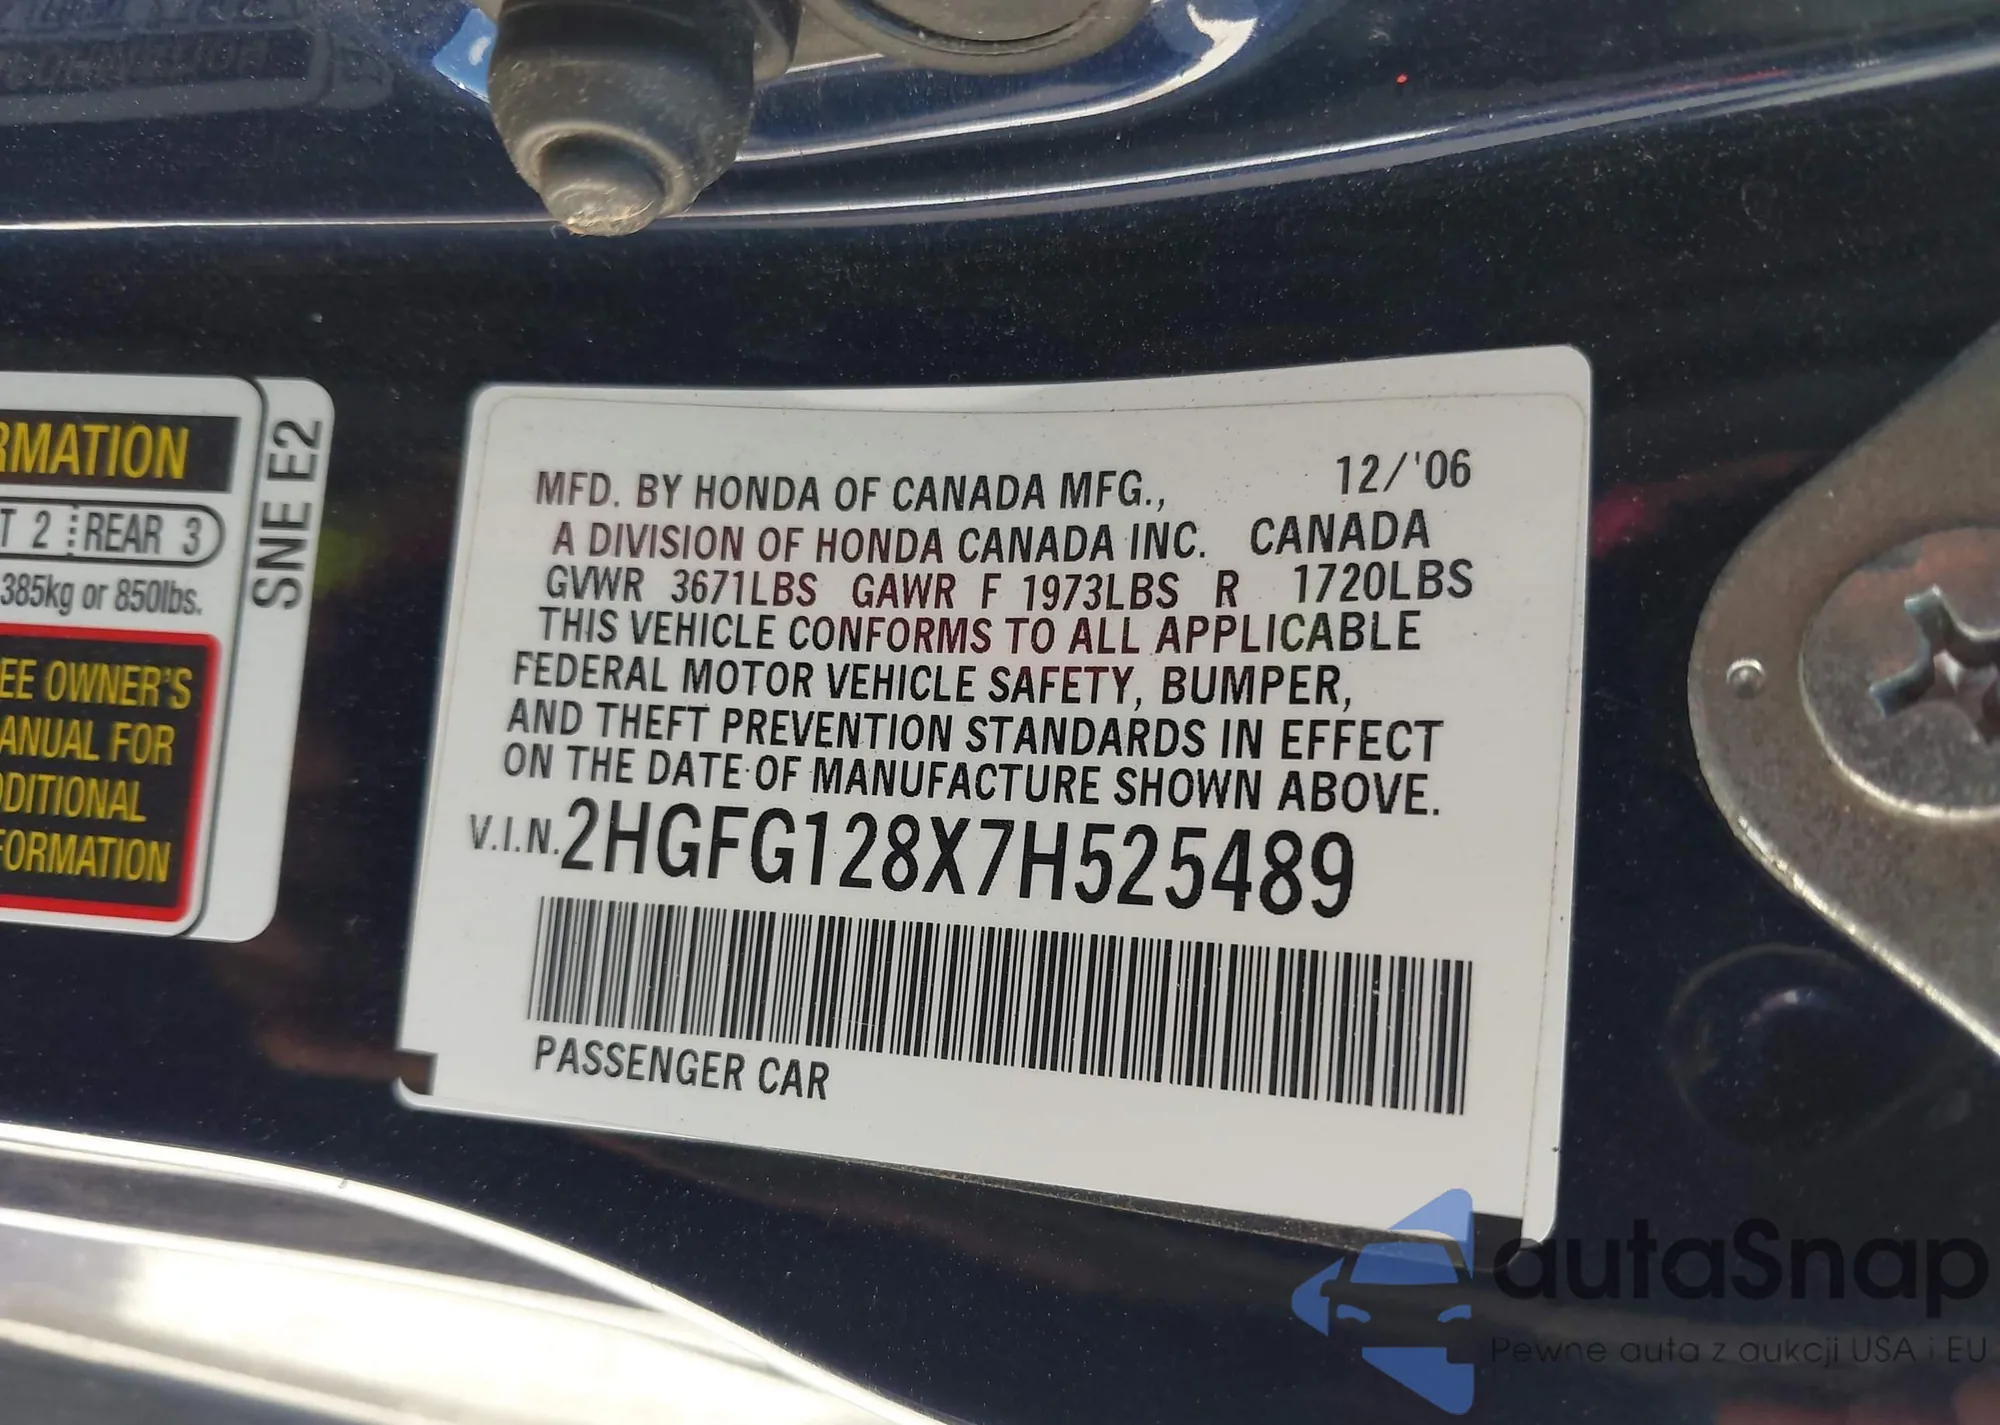 RMATION
T 2 REAR 3
385kg or 850lbs.
EE OWNER'S
ANUAL FOR
DDITIONAL
FORMATION
SNE E2
12/'06
MFD. BY HONDA OF CANADA MFG.,
A DIVISION OF HONDA CANADA INC. CANADA
GVWR 3671LBS GAWR F 1973LBS R 1720LBS
THIS VEHICLE CONFORMS TO ALL APPLICABLE
FEDERAL MOTOR VEHICLE SAFETY, BUMPER,
AND THEFT PREVENTION STANDARDS IN EFFECT
ON THE DATE OF MANUFACTURE SHOWN ABOVE.
V.I.N. 2HGFG128X7H525489
PASSENGER CAR
autaSnap
Pewne auta z aukcji USA i EU